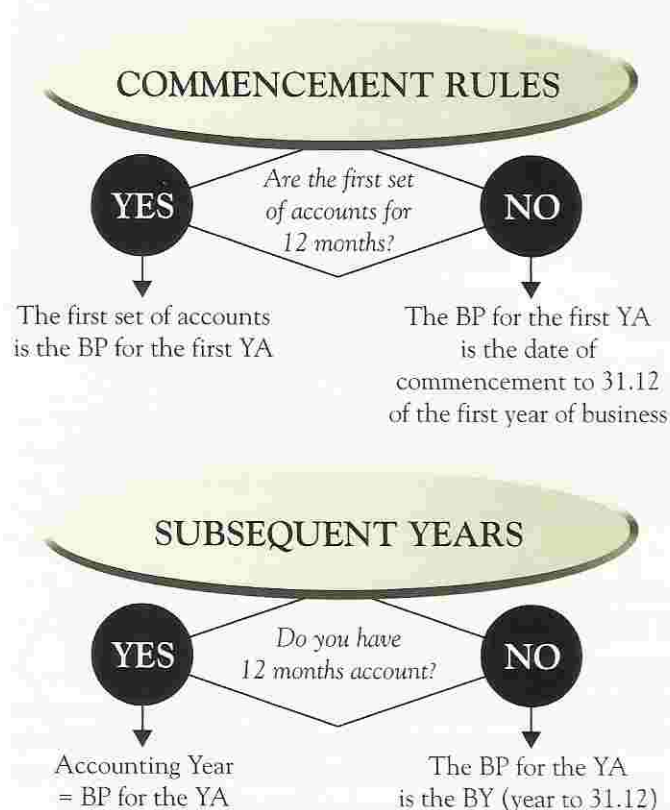 COMMENCEMENT RULES
YES
Are the first set
of accounts for
12 months?
NO
The first set of accounts
is the BP for the first YA
The BP for the first YA
is the date of
commencement to 31.12
of the first year of business
SUBSEQUENT YEARS
YES
Do you have
12 months account?
NO
Accounting Year
= BP for the YA
The BP for the YA
is the BY (year to 31.12)